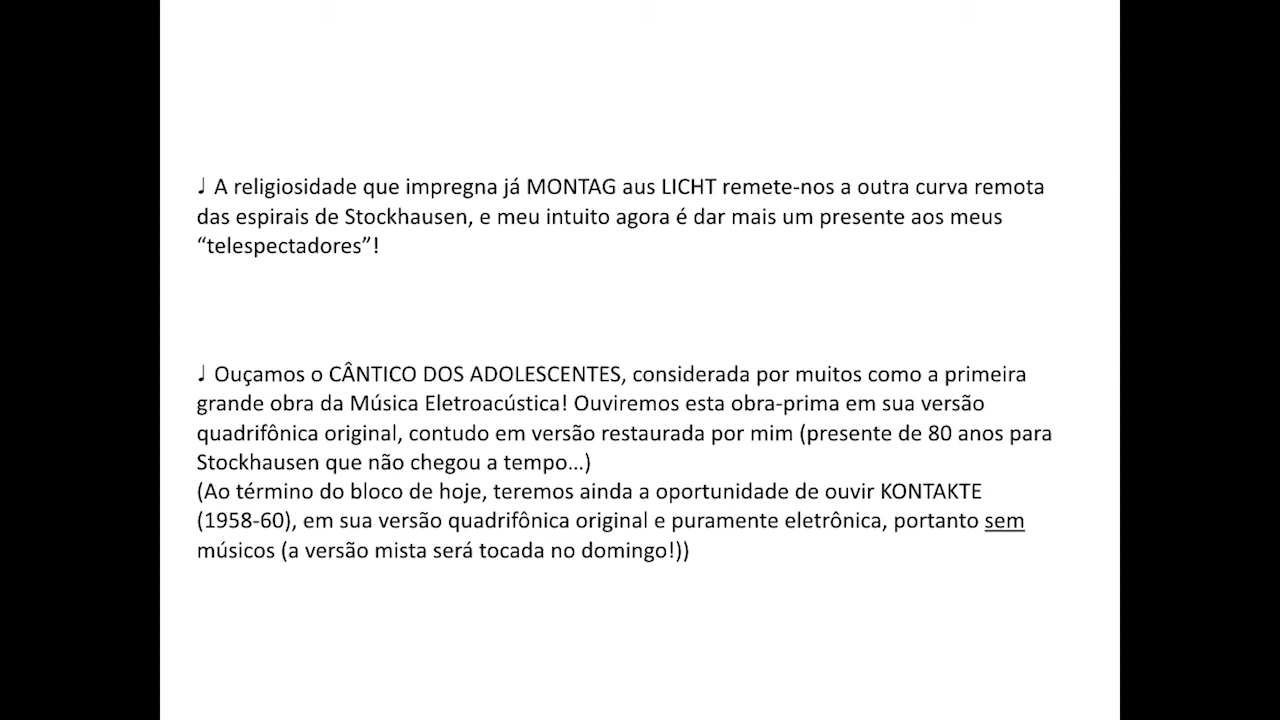 ♩ A religiosidade que impregna já MONTAG aus LICHT remete-nos a outra curva remota
das espirais de Stockhausen, e meu intuito agora é dar mais um presente aos meus
“telespectadores”!
♩ Ouçamos o CÂNTICO DOS ADOLESCENTES, considerada por muitos como a primeira
grande obra da Música Eletroacústica! Ouviremos esta obra-prima em sua versão
quadrifônica original, contudo em versão restaurada por mim (presente de 80 anos para
Stockhausen que não chegou a tempo…)
(Ao término do bloco de hoje, teremos ainda a oportunidade de ouvir KONTAKTE
(1958-60), em sua versão quadrifônica original e puramente eletrônica, portanto sem
músicos (a versão mista será tocada no domingo!))